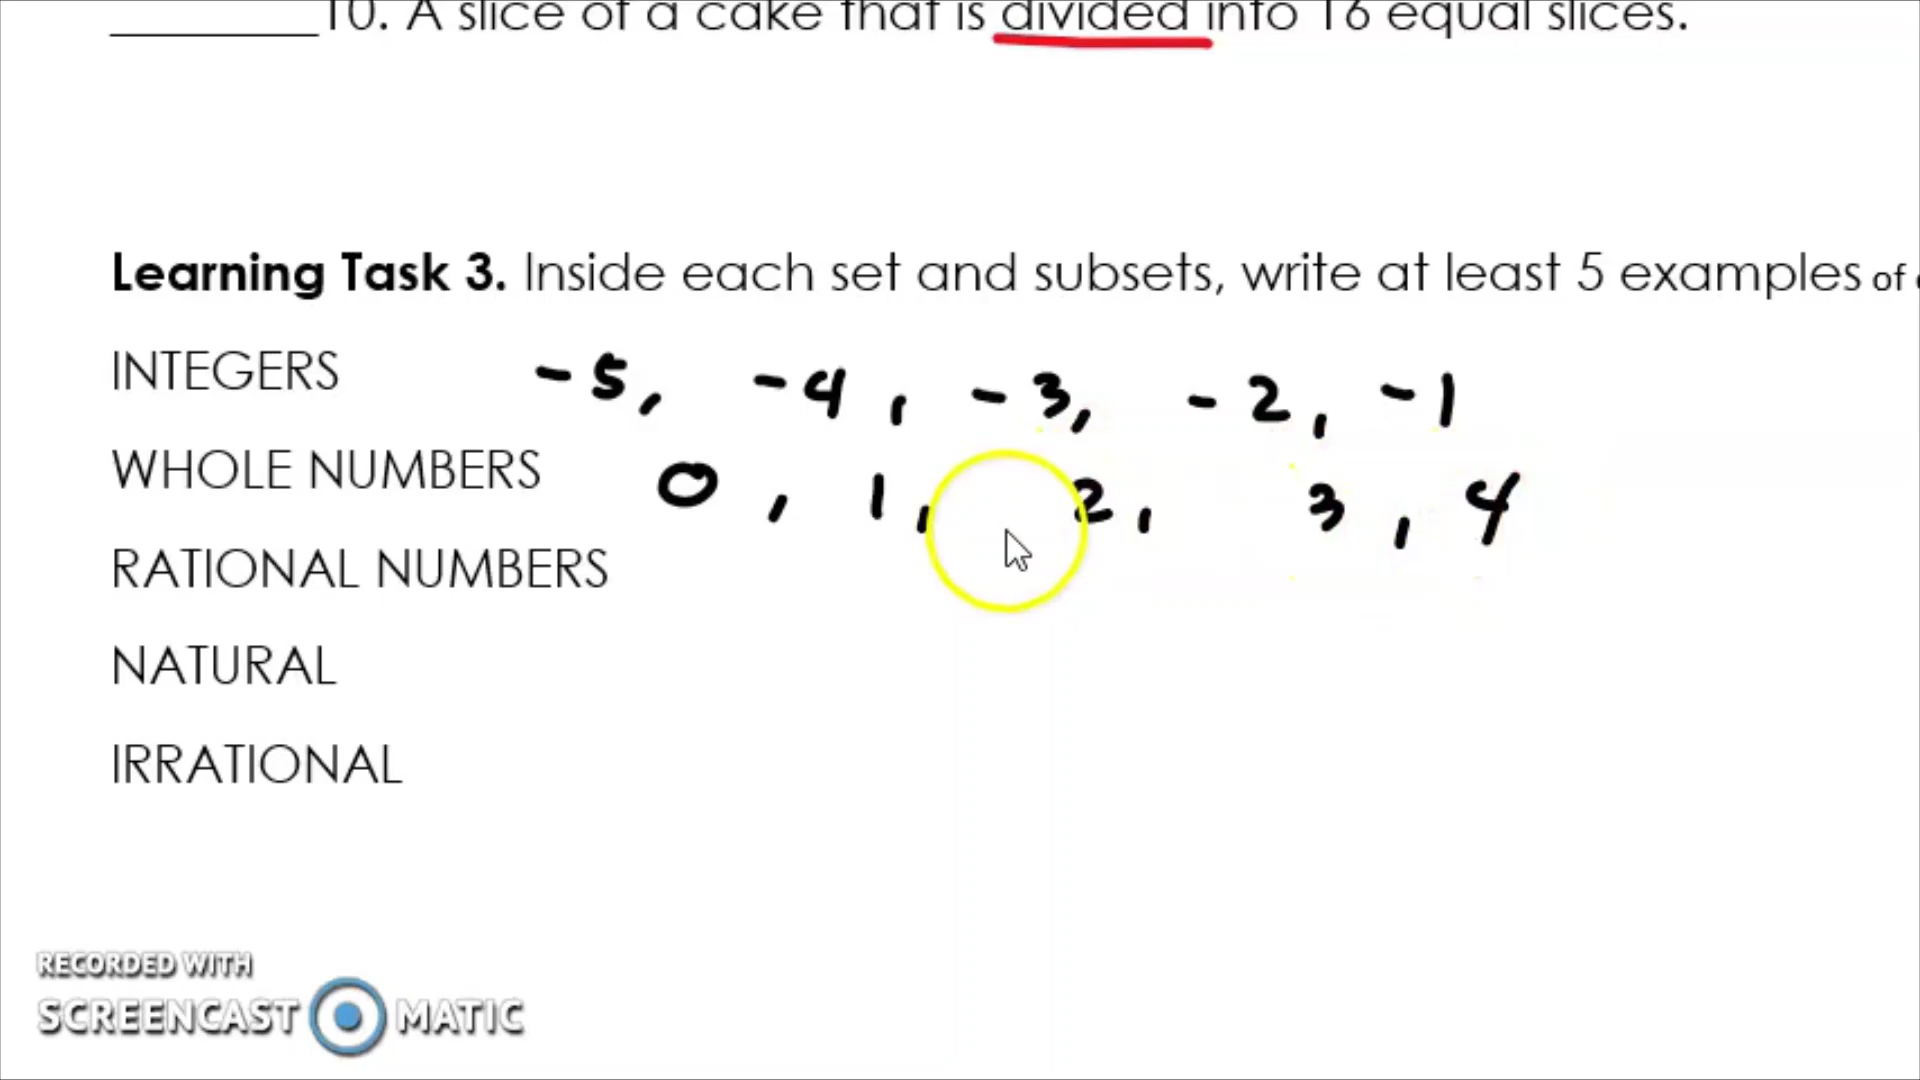 ________10. A slice of a cake that is divided into 16 equal slices.
Learning Task 3. Inside each set and subsets, write at least 5 examples of
INTEGERS -5, -4, -3, -2, -1
WHOLE NUMBERS 0, 1, 2, 3, 4
RATIONAL NUMBERS
NATURAL
IRRATIONAL
RECORDED WITH
SCREENCAST MATIC